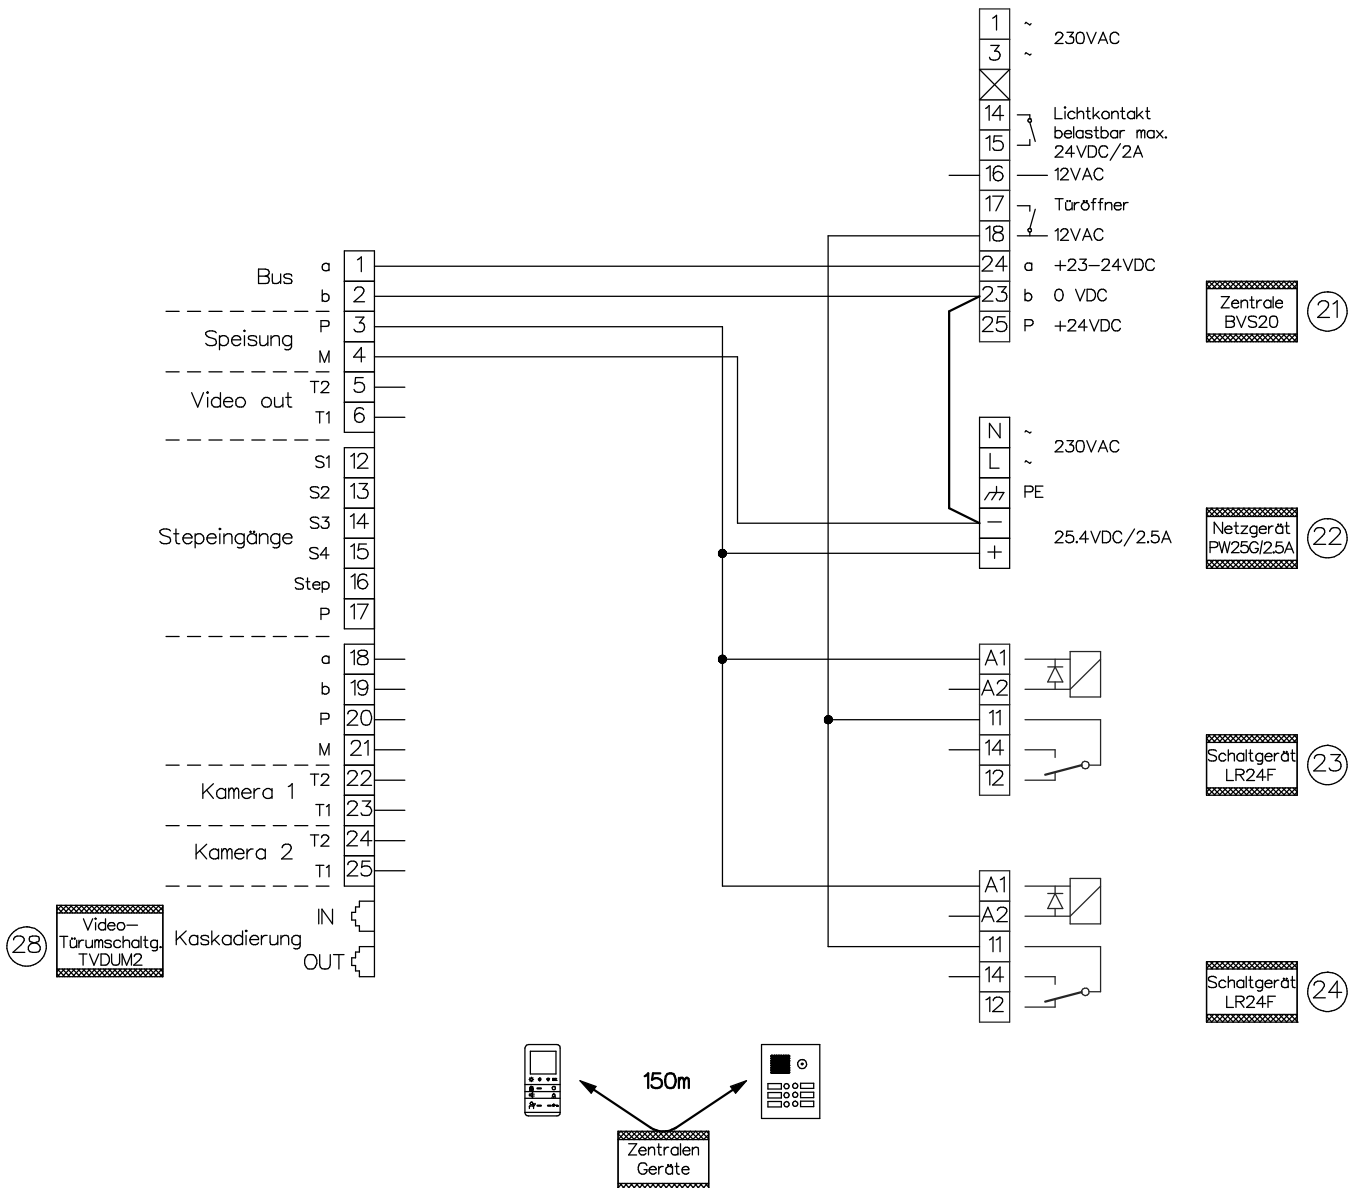 1 ~
230VAC
3 ~
14 Lichtkontakt
belastbar max.
15 24VDC/2A
16 12VAC
17 Türöffner
18 12VAC
24 a +23-24VDC
23 b 0 VDC
25 P +24VDC
Zentrale
BVS20
21
Bus
a 1
b 2
Speisung
P 3
M 4
Video out
T2 5
T1 6
Stepeingänge
S1 12
S2 13
S3 14
S4 15
Step 16
P 17
a 18
b 19
P 20
M 21
Kamera 1
T2 22
T1 23
Kamera 2
T2 24
T1 25
Kaskadierung
IN
OUT
28
Video-
Türumschaltg.
TVDUM2
N ~
230VAC
L ~
PE
−
25.4VDC/2.5A
+
Netzgerät
PW25G/2.5A
22
A1
A2
11
14
12
Schaltgerät
LR24F
23
A1
A2
11
14
12
Schaltgerät
LR24F
24
150m
Zentralen
Geräte